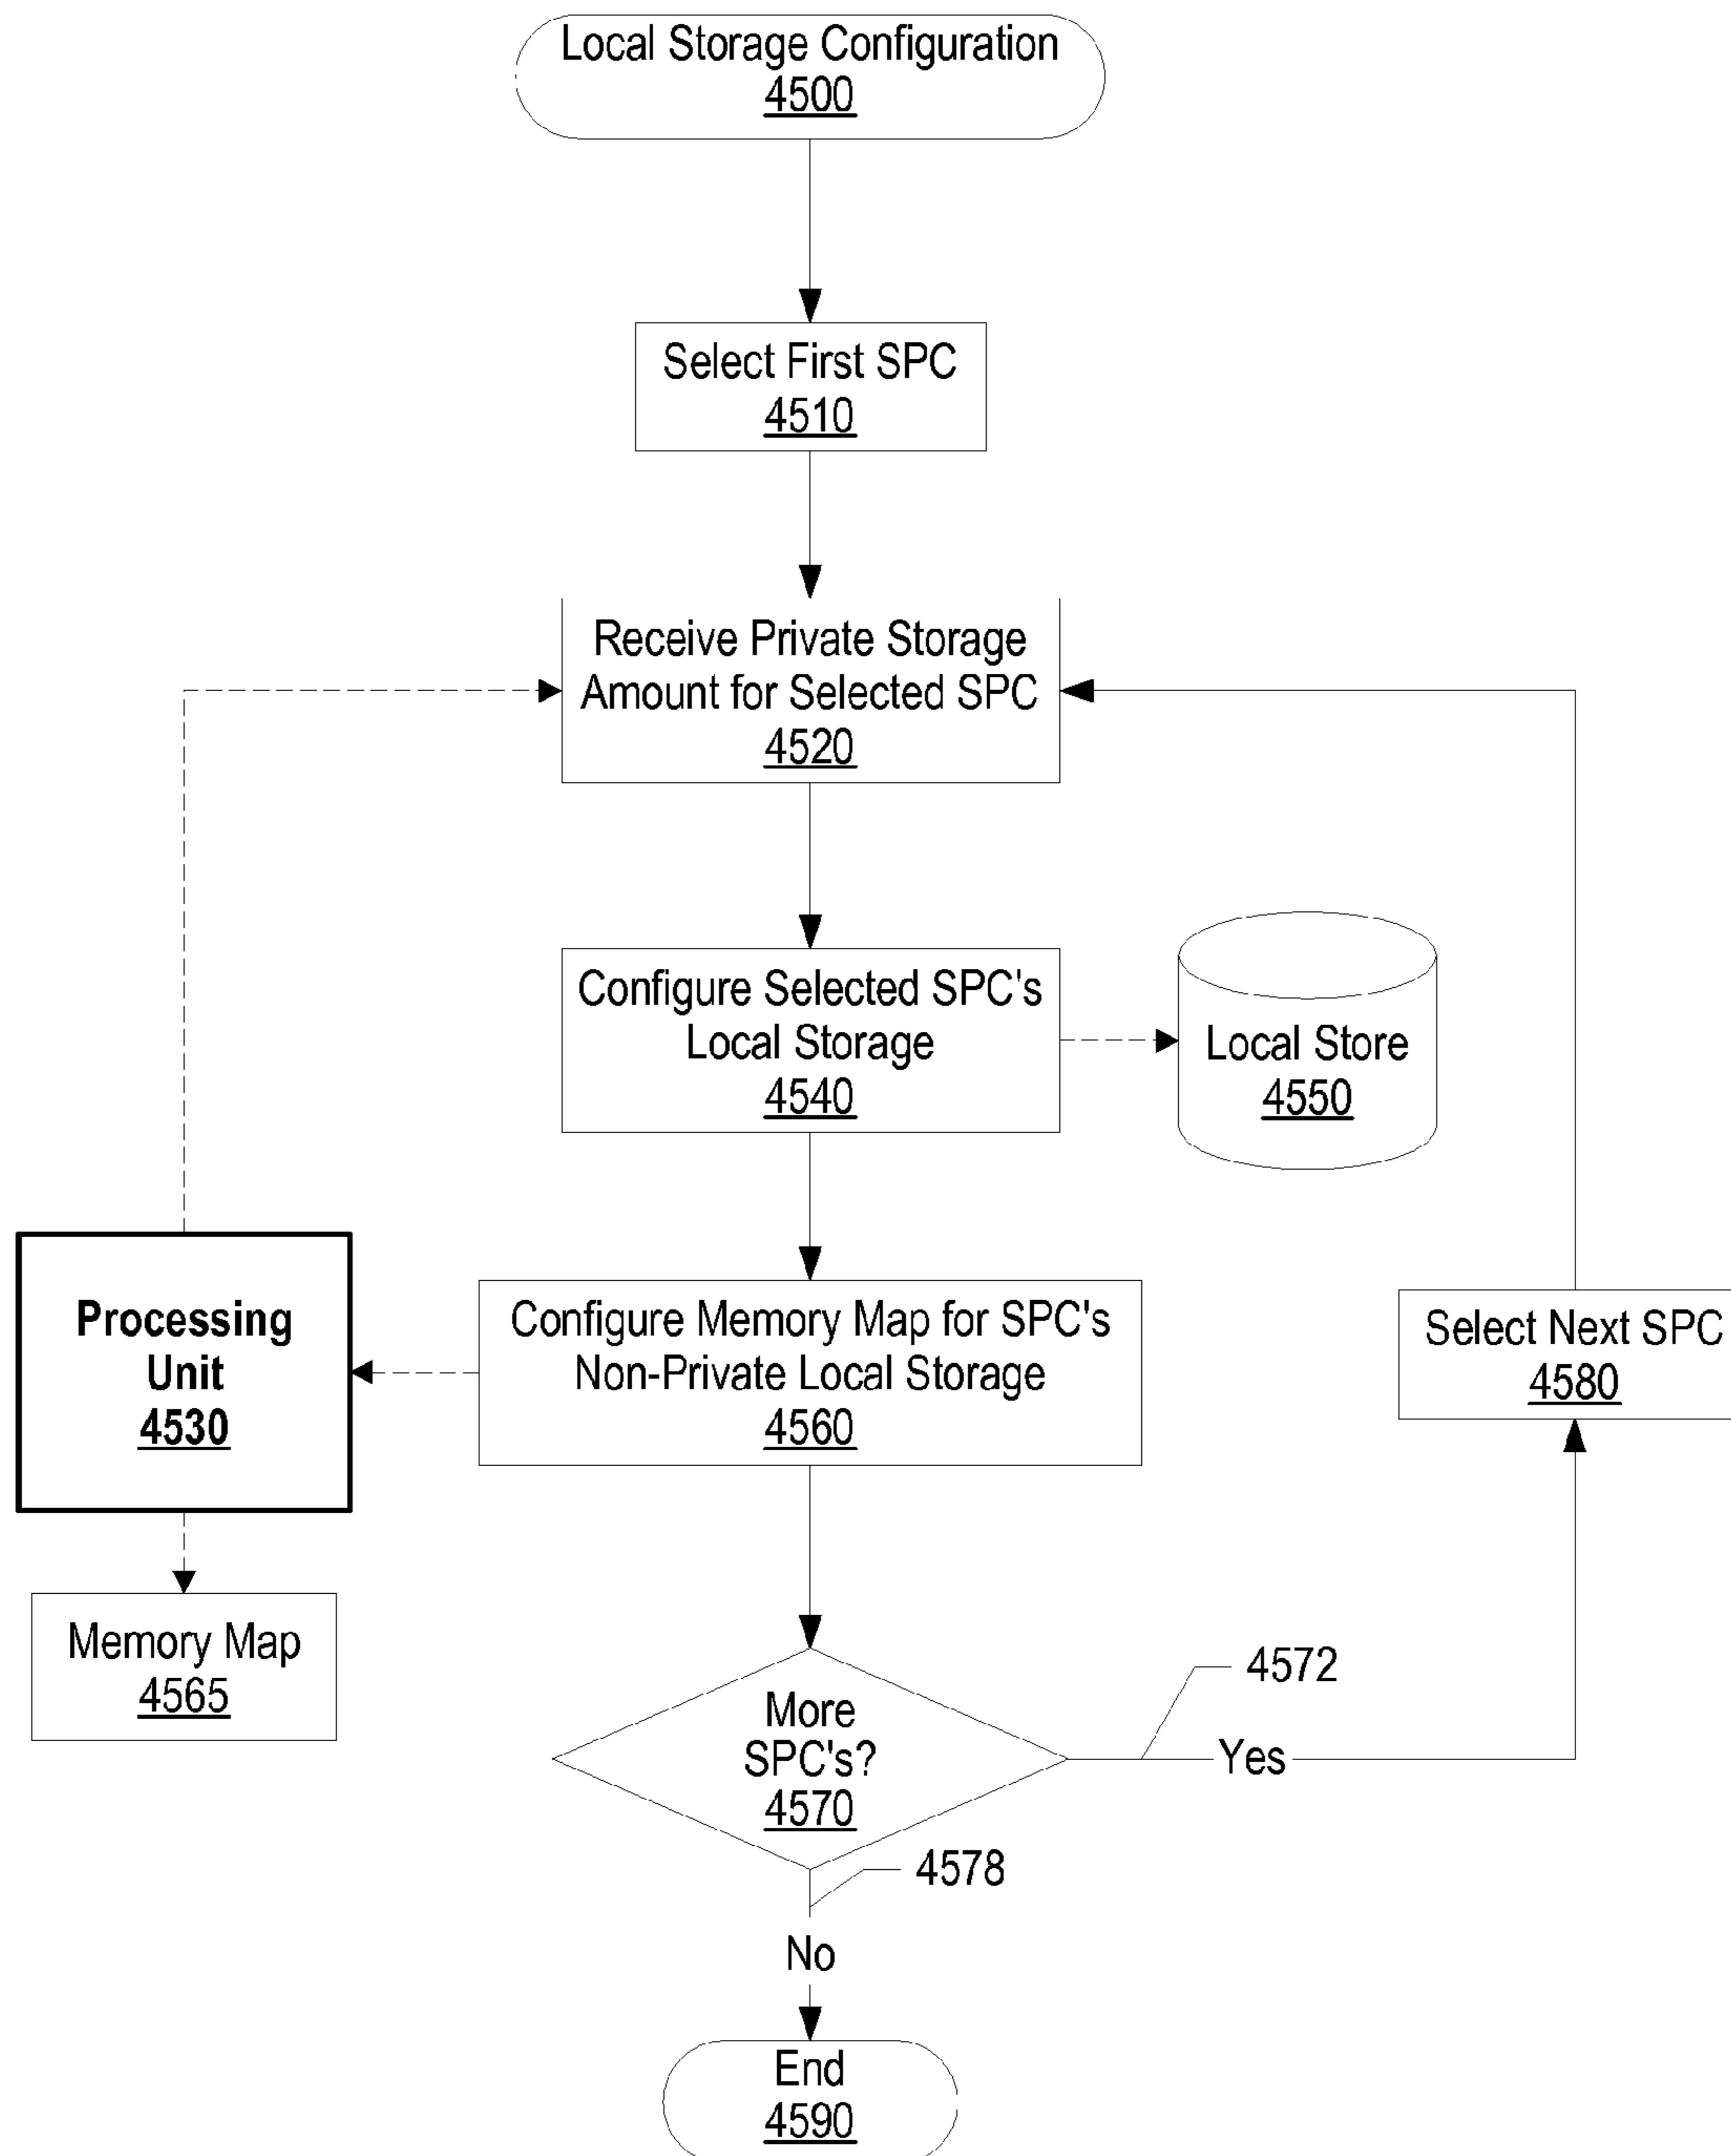 Local Storage Configuration
4500
Select First SPC
4510
Receive Private Storage
Amount for Selected SPC
4520
Configure Selected SPC's
Local Storage
4540
Local Store
4550
Processing
Unit
4530
Configure Memory Map for SPC's
Non-Private Local Storage
4560
Select Next SPC
4580
Memory Map
4565
More
SPC's?
4570
4572
Yes
4578
No
End
4590